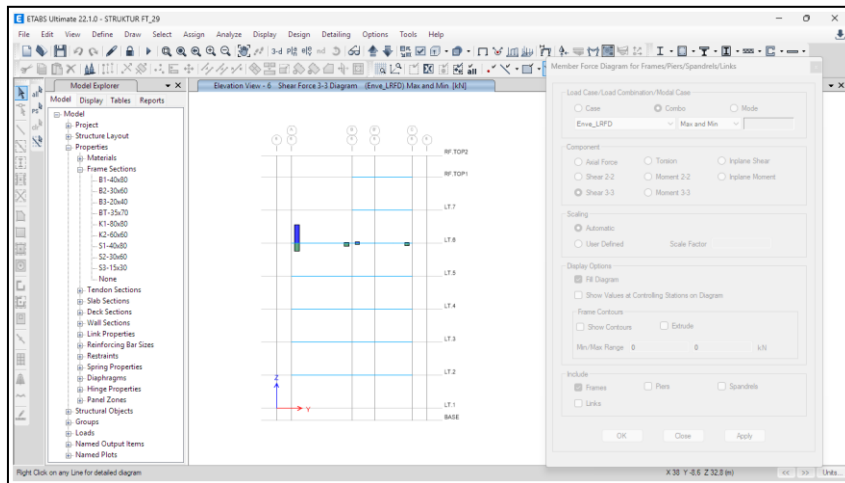 ETABS Ultimate 22.1.0 - STRUKTUR FT_29
File Edit View Define Draw Select Assign Analyze Display Design Detailing Options Tools Help
Model Explorer
Model Display Tables Reports
Model
Project
Structure Layout
Properties
Materials
Frame Sections
B1-40x80
B2-30x60
B3-20x40
BT-35x70
K1-80x80
K2-60x60
S1-40x80
S2-30x60
S3-15x30
None
Tendon Sections
Slab Sections
Deck Sections
Wall Sections
Link Properties
Reinforcing Bar Sizes
Restraints
Spring Properties
Diaphragms
Hinge Properties
Panel Zones
Structural Objects
Groups
Loads
Named Output Items
Named Plots
Elevation View - 6 Shear Force 3-3 Diagram (Enve_LRFD) Max and Min [kN]
RF.TOP2
RF.TOP1
LT.7
LT.6
LT.5
LT.4
LT.3
LT.2
LT.1
BASE
Z
Y
Member Force Diagram for Frames/Piers/Spandrels/Links
Load Case/Load Combination/Modal Case
Case Combo Mode
Enve_LRFD Max and Min
Component
Axial Force Torsion Inplane Shear
Shear 2-2 Moment 2-2 Inplane Moment
Shear 3-3 Moment 3-3
Scaling
Automatic
User Defined Scale Factor
Display Options
Fill Diagram
Show Values at Controlling Stations on Diagram
Frame Contours
Show Contours Extrude
Min/Max Range 0 0 kN
Include
Frames Piers Spandrels
Links
OK Close Apply
Right Click on any Line for detailed diagram
X 38 Y -8.6 Z 32.8 (m)
<< >> Units...